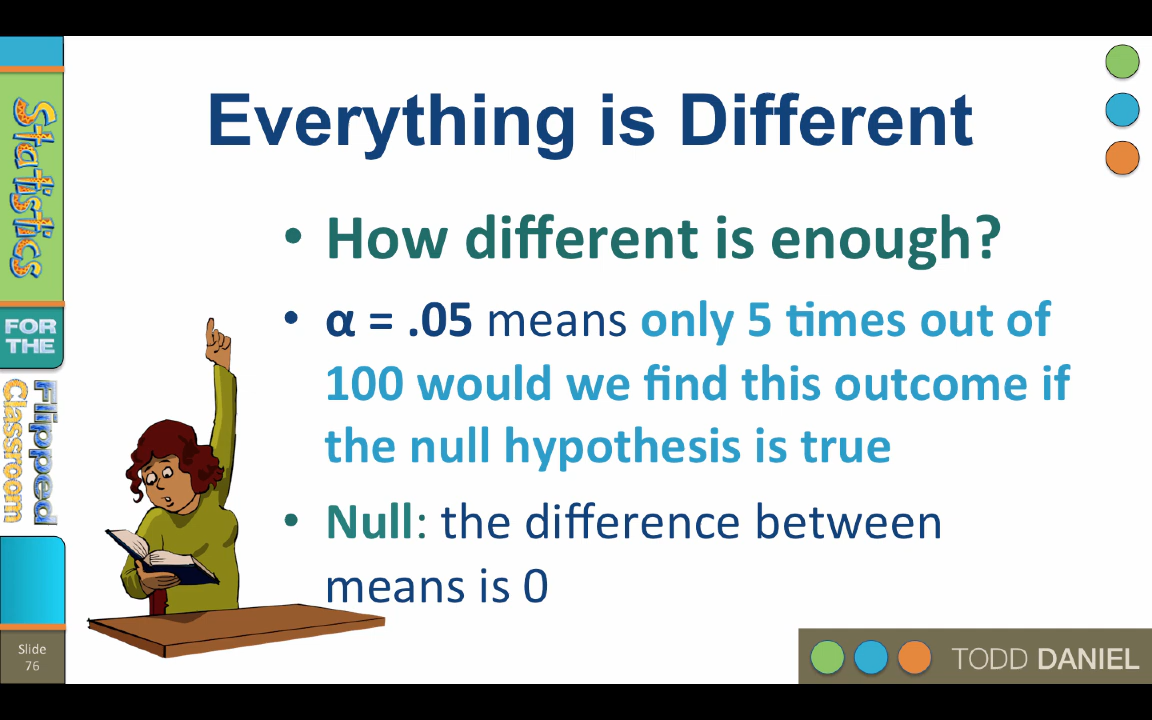 Everything is Different
• How different is enough?
• α = .05 means only 5 times out of
100 would we find this outcome if
the null hypothesis is true
• Null: the difference between
means is 0
Statistics
FOR
THE
Flipped
Classroom
Slide
76
TODD DANIEL